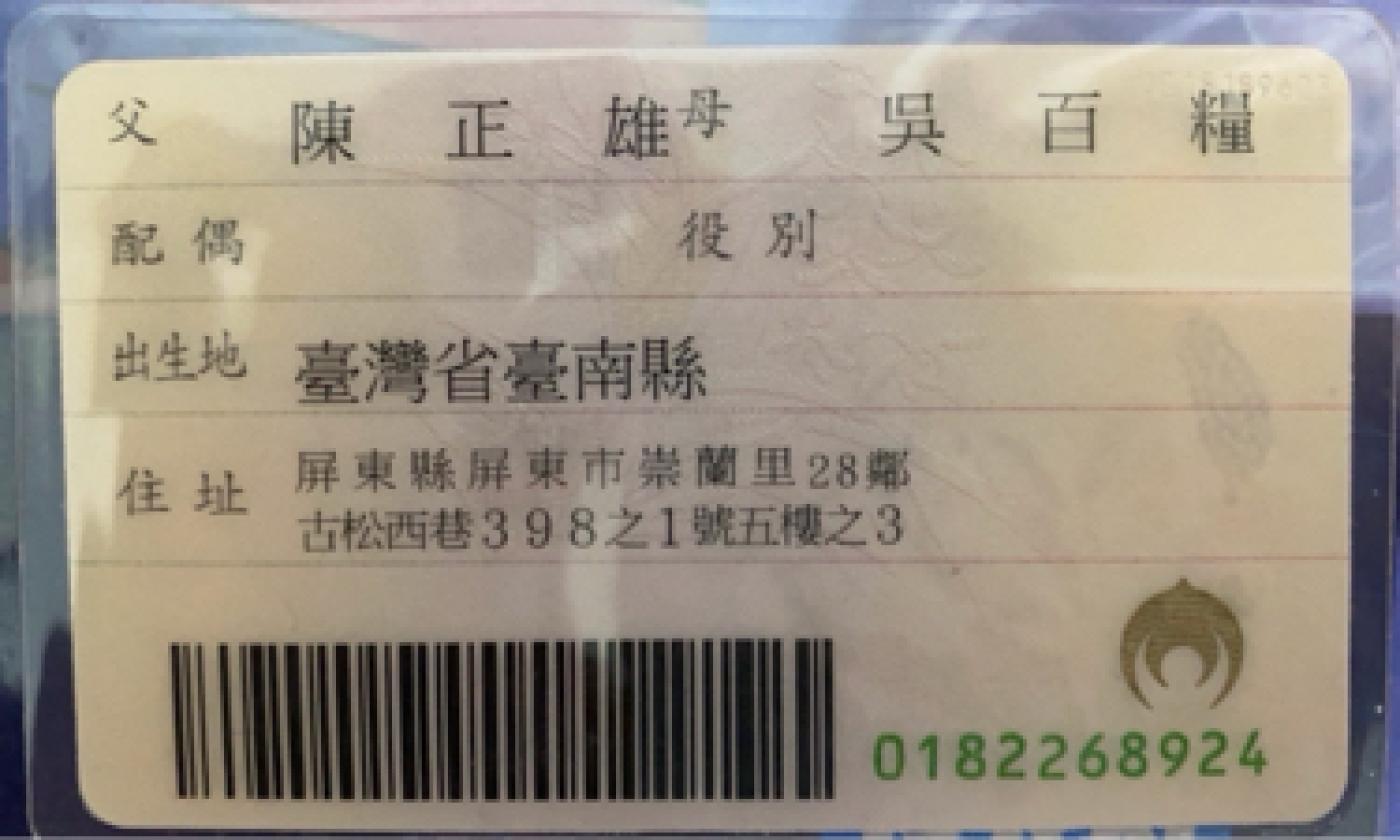 父 陳正雄 母 吳百糧
配偶 役別
出生地 臺灣省臺南縣
住址 屏東縣屏東市崇蘭里28鄰
古松西巷398之1號五樓之3
0182268924